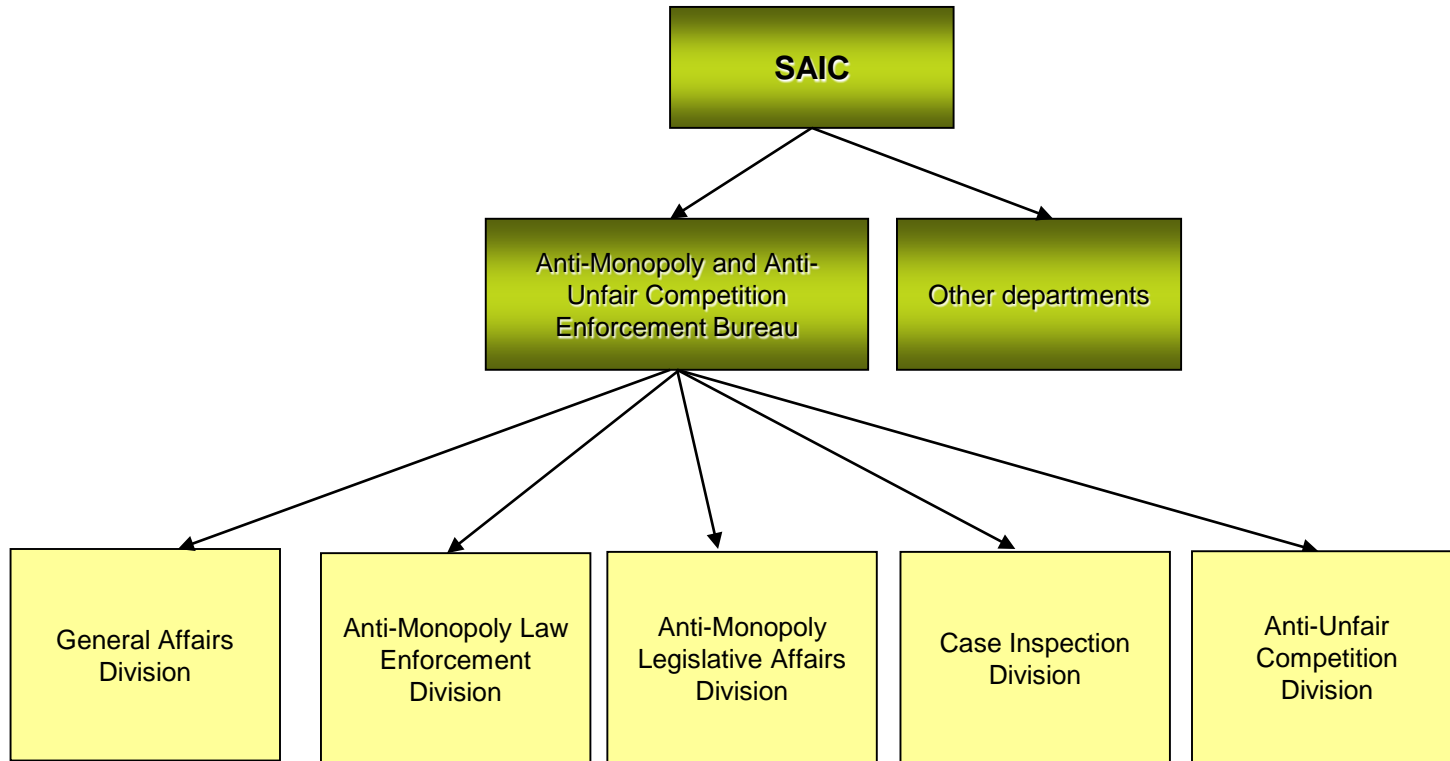 SAIC
Anti-Monopoly and Anti-
Unfair Competition
Enforcement Bureau
Other departments
General Affairs
Division
Anti-Monopoly Law
Enforcement
Division
Anti-Monopoly
Legislative Affairs
Division
Case Inspection
Division
Anti-Unfair
Competition
Division